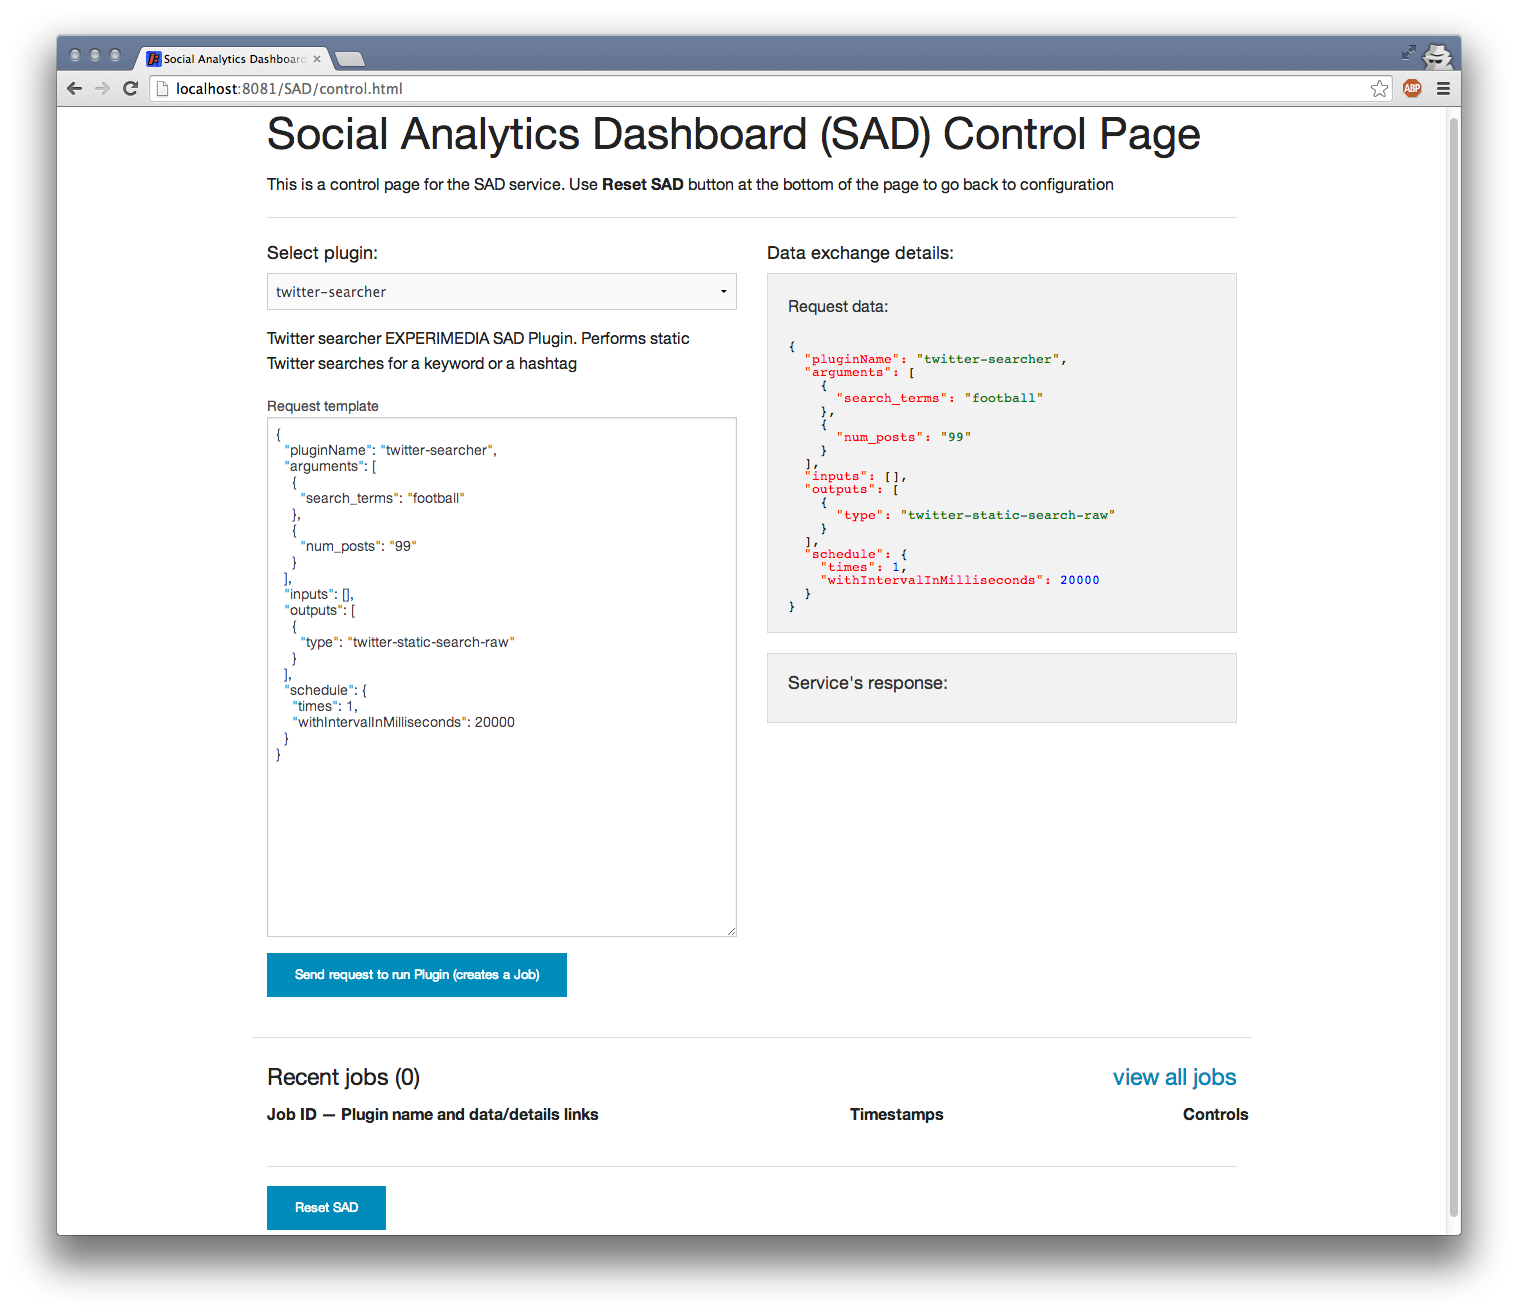 Social Analytics Dashboard
localhost:8081/SAD/control.html
ABP
Social Analytics Dashboard (SAD) Control Page
This is a control page for the SAD service. Use Reset SAD button at the bottom of the page to go back to configuration
Select plugin:
twitter-searcher
Twitter searcher EXPERIMEDIA SAD Plugin. Performs static
Twitter searches for a keyword or a hashtag
Request template
{
"pluginName": "twitter-searcher",
"arguments": [
{
"search_terms": "football"
},
{
"num_posts": "99"
}
],
"inputs": [],
"outputs": [
{
"type": "twitter-static-search-raw"
}
],
"schedule": {
"times": 1,
"withIntervalInMilliseconds": 20000
}
}
Send request to run Plugin (creates a Job)
Data exchange details:
Request data:
{
"pluginName": "twitter-searcher",
"arguments": [
{
"search_terms": "football"
},
{
"num_posts": "99"
}
],
"inputs": [],
"outputs": [
{
"type": "twitter-static-search-raw"
}
],
"schedule": {
"times": 1,
"withIntervalInMilliseconds": 20000
}
}
Service's response:
Recent jobs (0)
view all jobs
Job ID — Plugin name and data/details links
Timestamps
Controls
Reset SAD